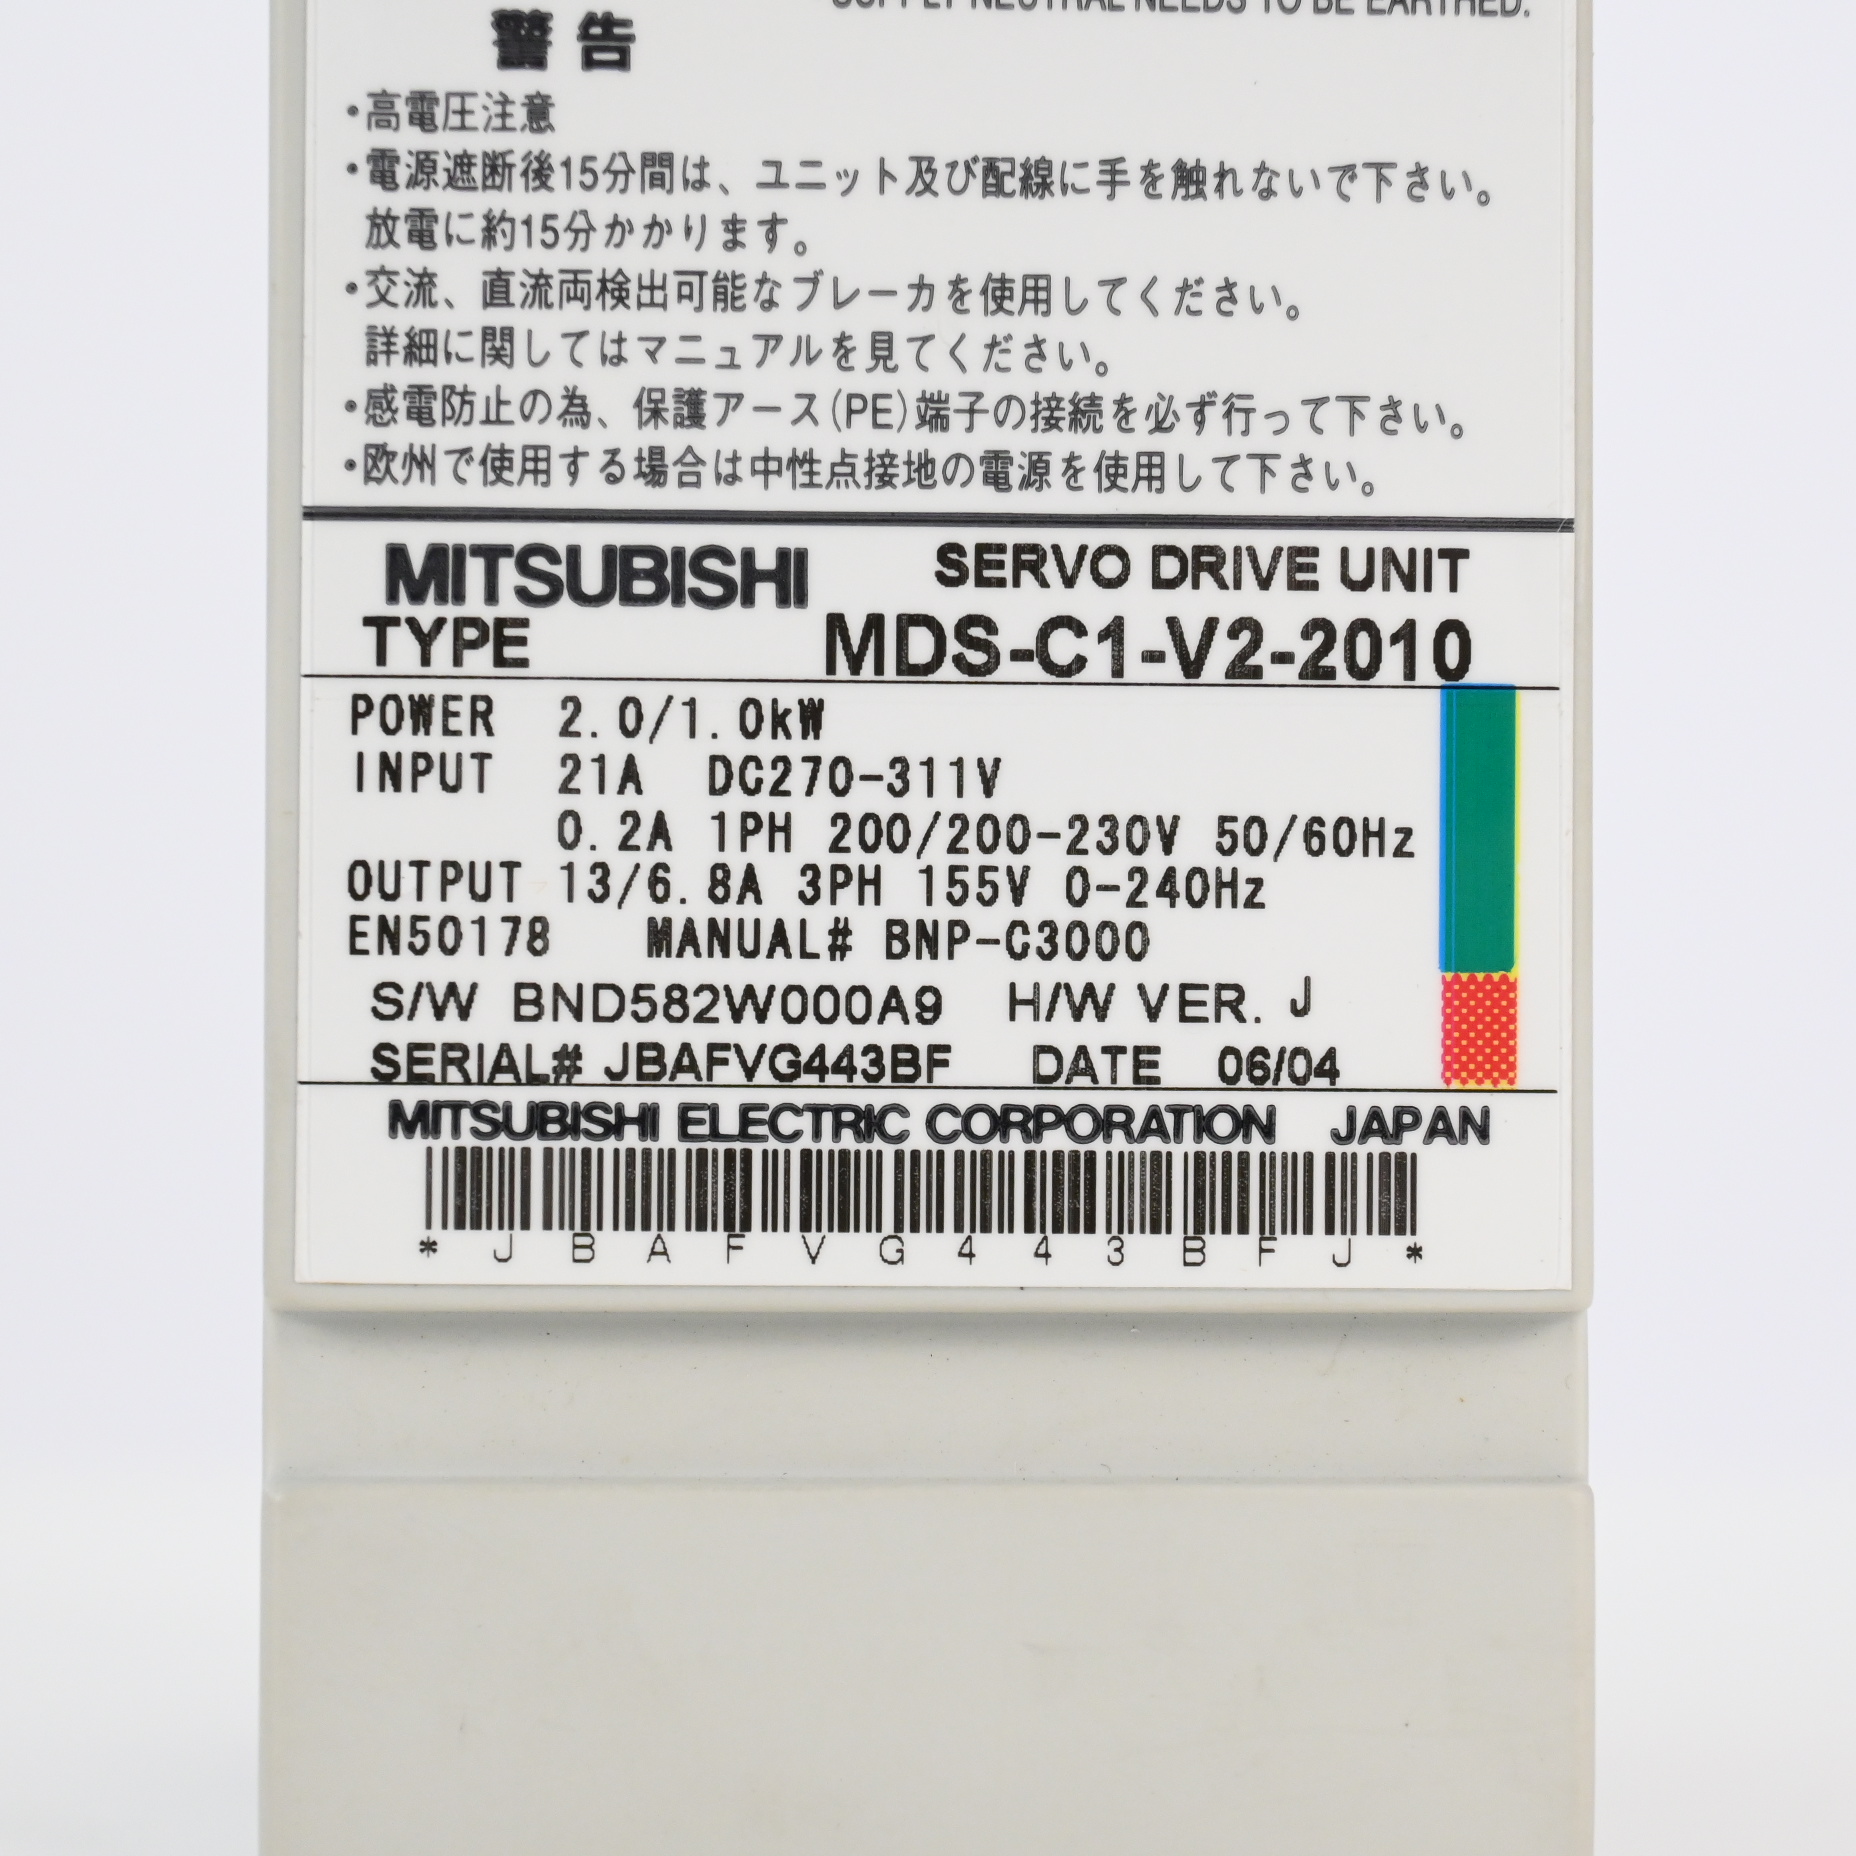 SUPPLY NEUTRAL NEEDS TO BE EARTHED.
警告
・高電圧注意
・電源遮断後15分間は、ユニット及び配線に手を触れないで下さい。
放電に約15分かかります。
・交流、直流両検出可能なブレーカを使用してください。
詳細に関してはマニュアルを見てください。
・感電防止の為、保護アース(PE)端子の接続を必ず行って下さい。
・欧州で使用する場合は中性点接地の電源を使用して下さい。
MITSUBISHI SERVO DRIVE UNIT
TYPE MDS-C1-V2-2010
POWER 2.0/1.0kW
INPUT 21A DC270-311V
0.2A 1PH 200/200-230V 50/60Hz
OUTPUT 13/6.8A 3PH 155V 0-240Hz
EN50178 MANUAL# BNP-C3000
S/W BND582W000A9 H/W VER. J
SERIAL# JBAFVG443BF DATE 06/04
MITSUBISHI ELECTRIC CORPORATION JAPAN
*JBAFVG443BFJ*